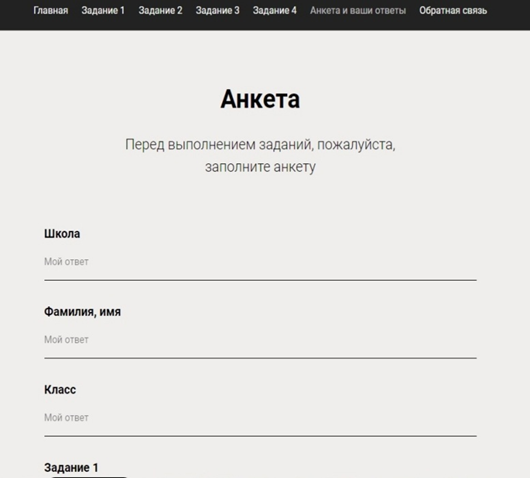 Главная Задание 1 Задание 2 Задание 3 Задание 4 Анкета и ваши ответы Обратная связь
Анкета
Перед выполнением заданий, пожалуйста,
заполните анкету
Школа
Мой ответ
Фамилия, имя
Мой ответ
Класс
Мой ответ
Задание 1